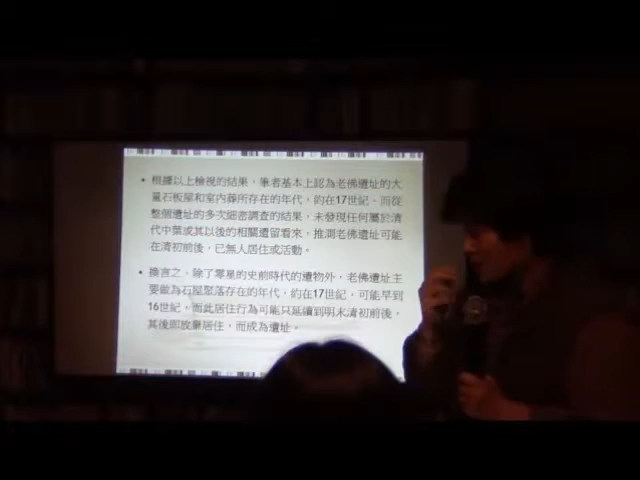 • 根據以上檢視的結果，筆者基本上認為老佛遺址的大
量石板屋和室內葬所存在的年代，約在17世紀。而從
整個遺址的多次細密調查的結果，未發現任何屬於清
代中葉或其以後的相關遺留看來，推測老佛遺址可能
在清初前後，已無人居住或活動。
• 換言之，除了零星的史前時代的遺物外，老佛遺址主
要做為石屋聚落存在的年代，約在17世紀，可能早到
16世紀。而此居住行為可能只延續到明末清初前後，
其後即放棄居住，而成為遺址。